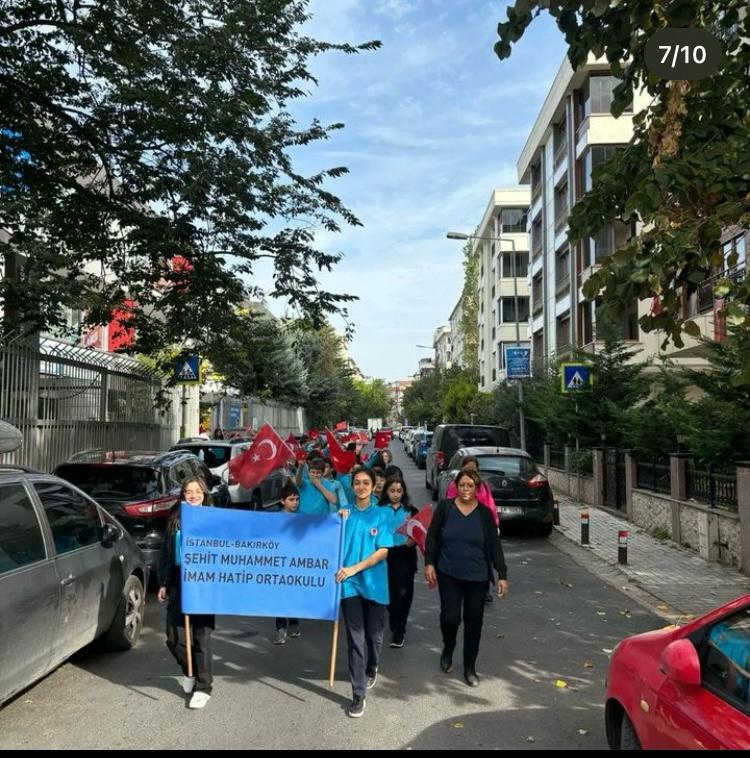 7/10
İSTANBUL-BAKIRKÖY
ŞEHİT MUHAMMET AMBAR
İMAM HATİP ORTAOKULU